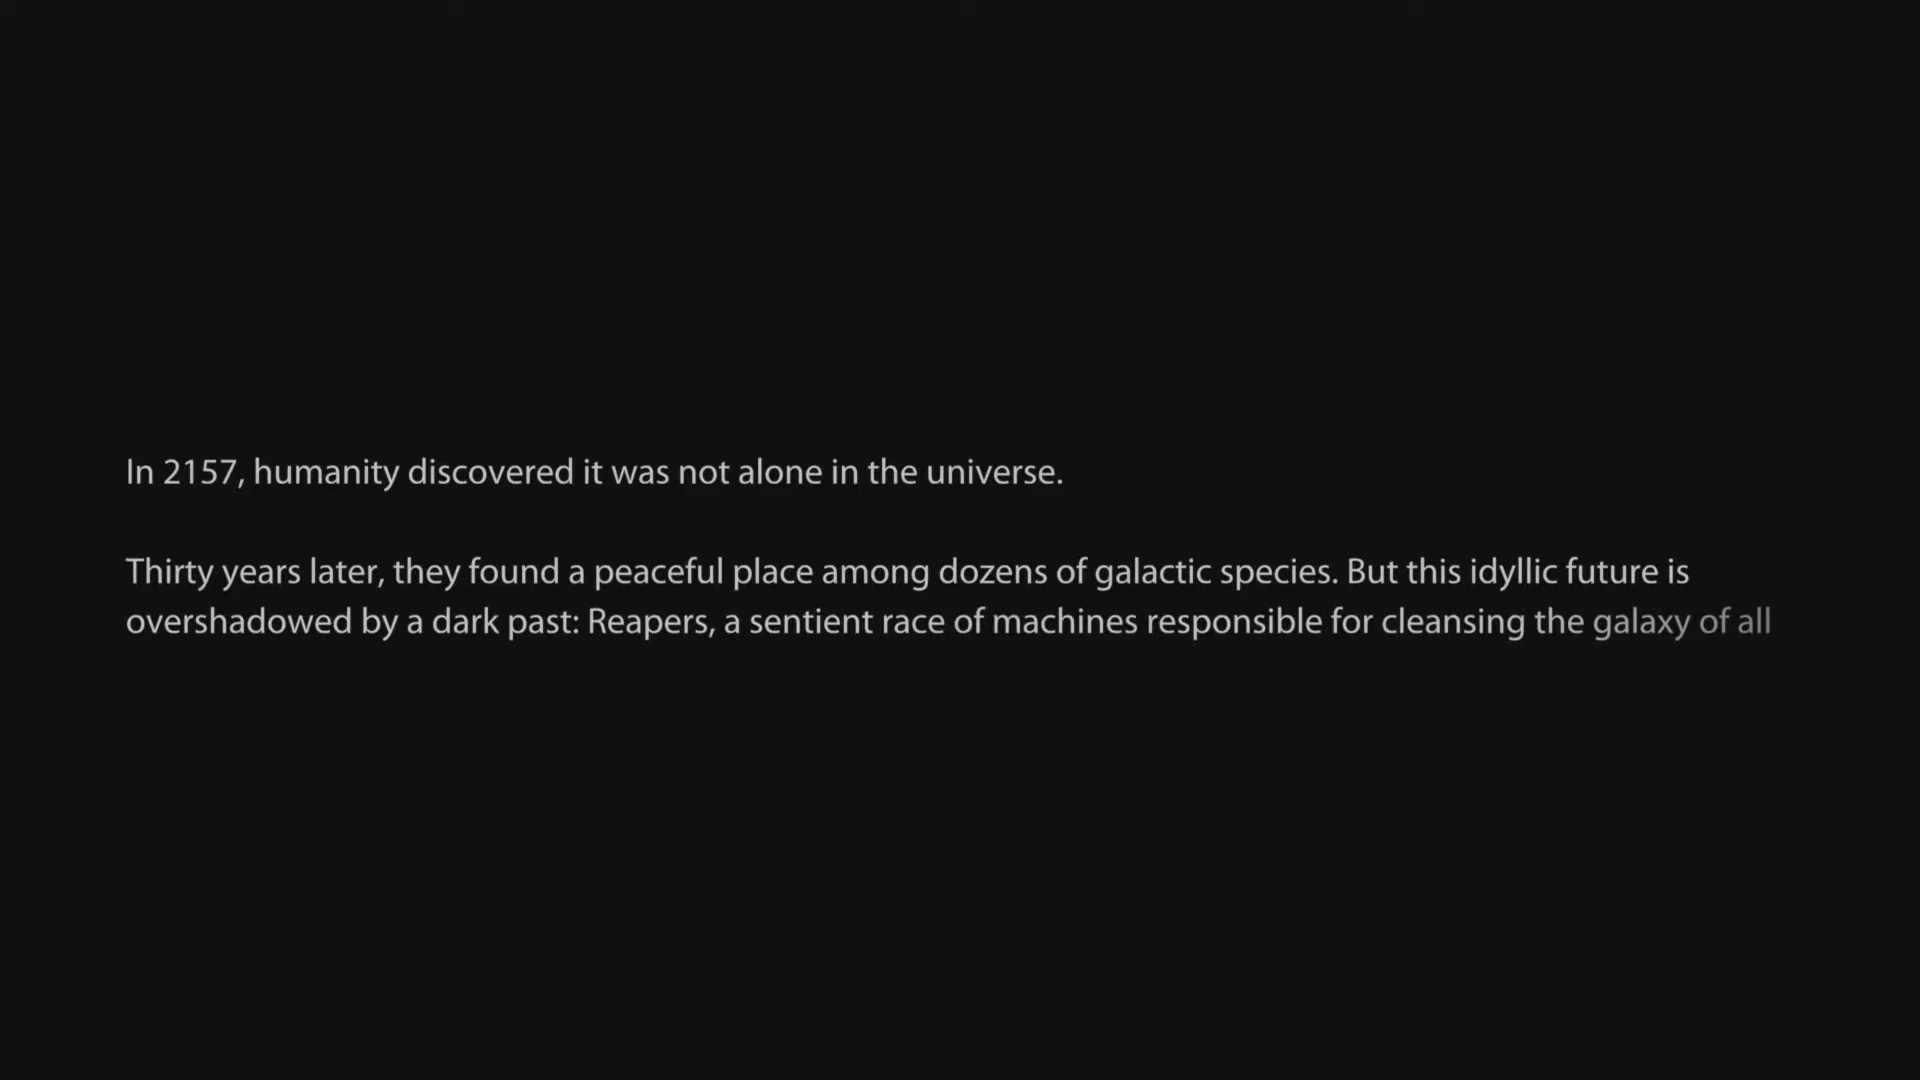 In 2157, humanity discovered it was not alone in the universe.
Thirty years later, they found a peaceful place among dozens of galactic species. But this idyllic future is
overshadowed by a dark past: Reapers, a sentient race of machines responsible for cleansing the galaxy of all